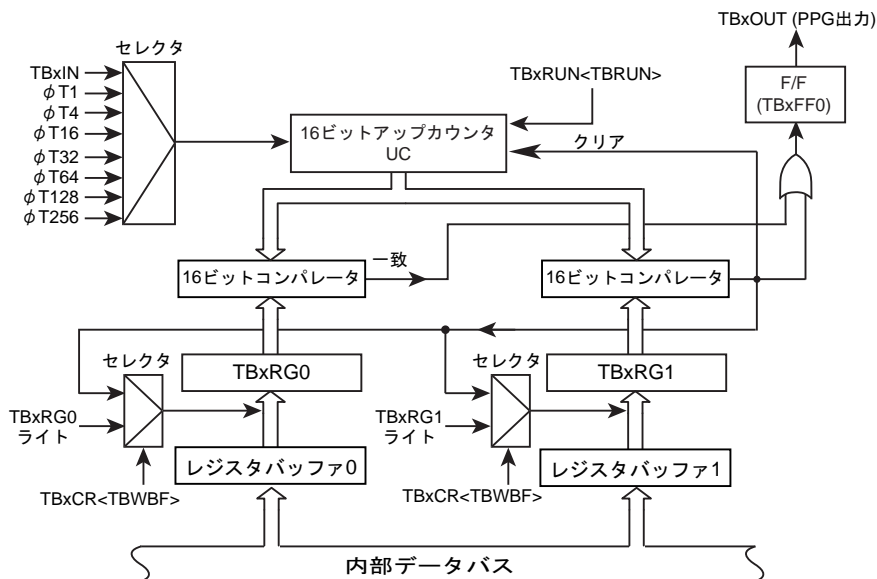 TBxOUT (PPG出力)
セレクタ
TBxIN
φT1
φT4
φT16
φT32
φT64
φT128
φT256
TBxRUN<TBRUN>
F/F
(TBxFF0)
16ビットアップカウンタ
UC
クリア
16ビットコンパレータ
一致
16ビットコンパレータ
セレクタ
TBxRG0
セレクタ
TBxRG1
TBxRG0
ライト
TBxRG1
ライト
レジスタバッファ0
レジスタバッファ1
TBxCR<TBWBF>
TBxCR<TBWBF>
内部データバス